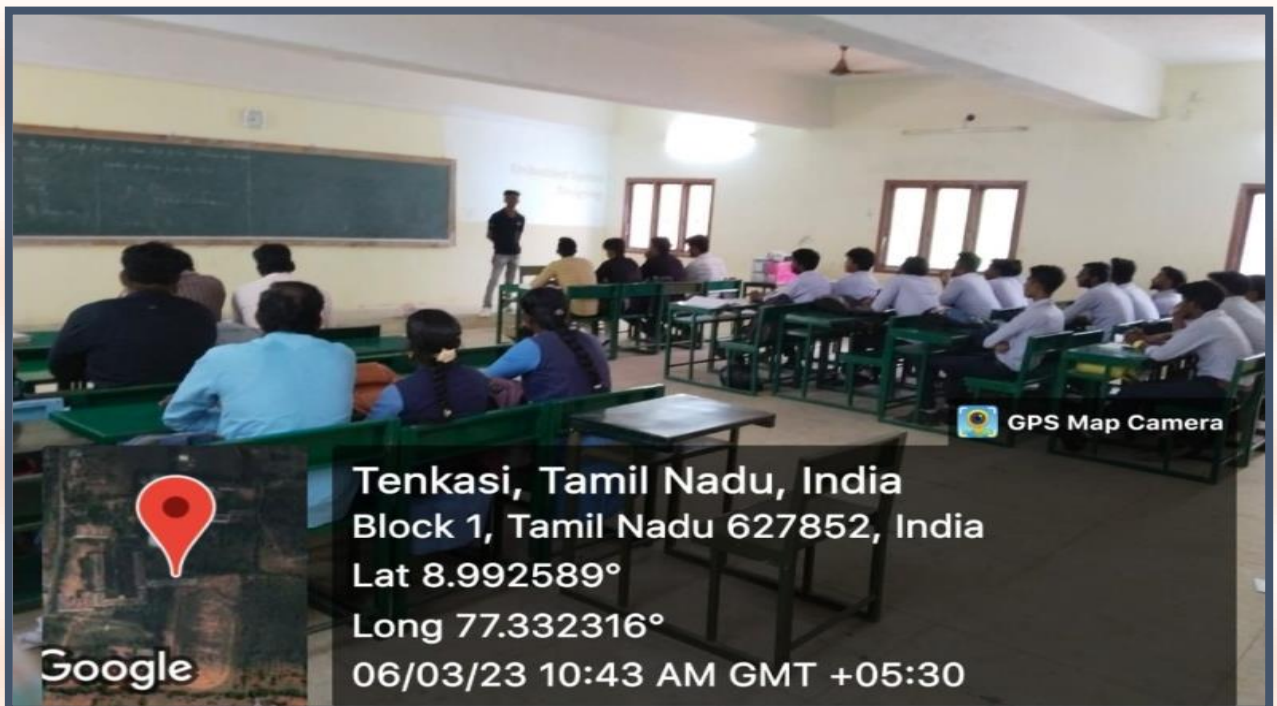 GPS Map Camera
Tenkasi, Tamil Nadu, India
Block 1, Tamil Nadu 627852, India
Lat 8.992589°
Long 77.332316°
06/03/23 10:43 AM GMT +05:30
Google